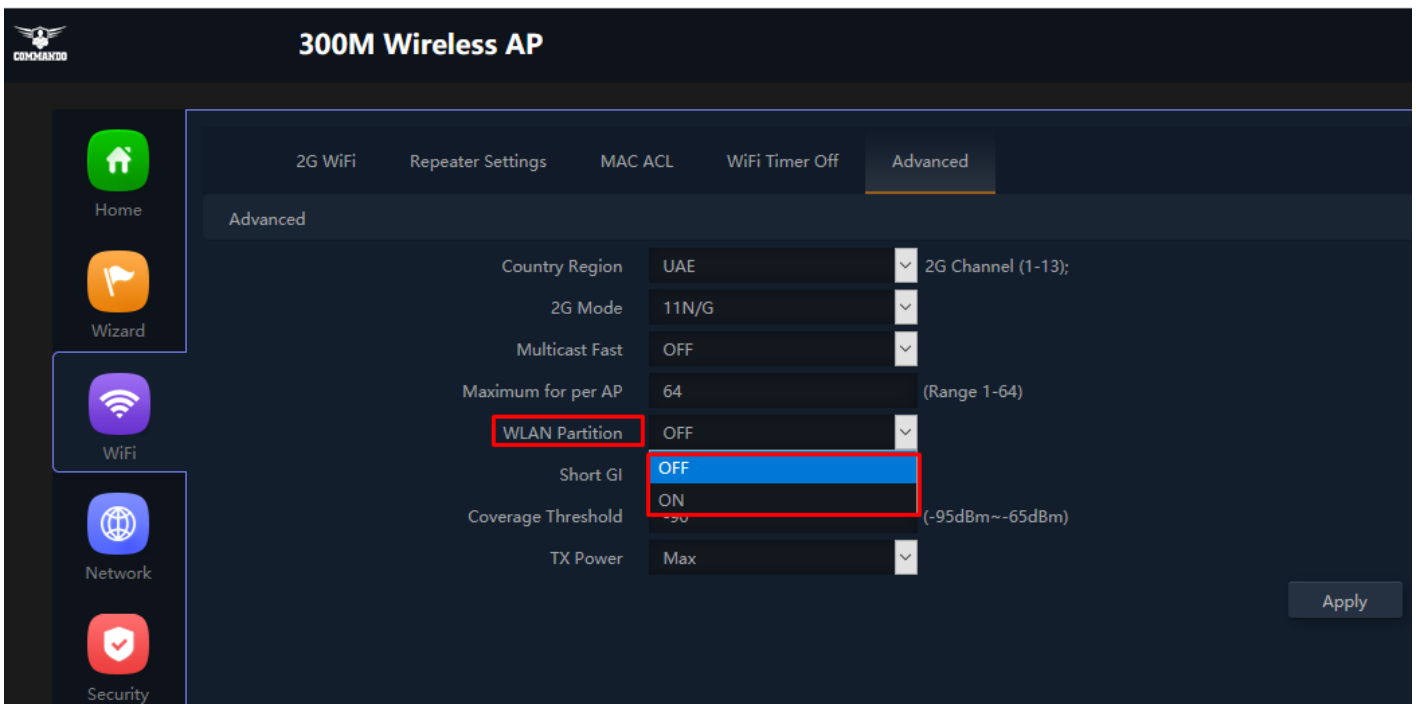 COMMANDO
300M Wireless AP
2G WiFi Repeater Settings MAC ACL WiFi Timer Off Advanced
Home
Advanced
Country Region UAE 2G Channel (1-13);
2G Mode 11N/G
Wizard
Multicast Fast OFF
Maximum for per AP 64 (Range 1-64)
WLAN Partition OFF
WiFi
OFF
Short GI
ON
Coverage Threshold -90 (-95dBm~-65dBm)
TX Power Max
Network
Apply
Security